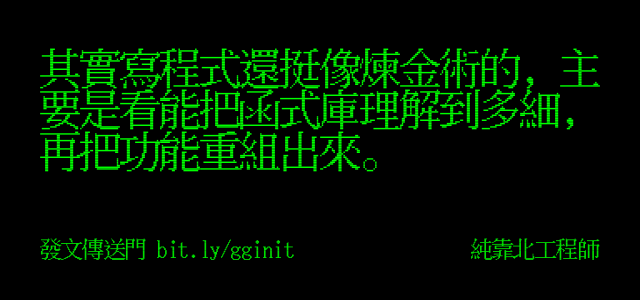 其實寫程式還挺像煉金術的，主
要是看能把函式庫理解到多細，
再把功能重組出來。
發文傳送門 bit.ly/gginit
純靠北工程師